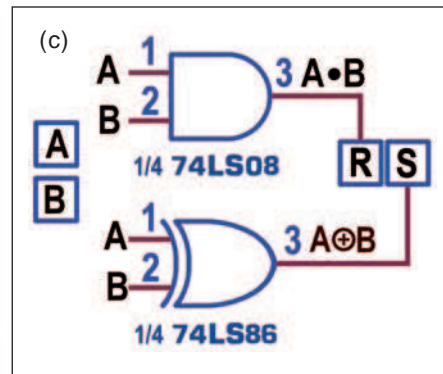 (c)
A 1
3 A•B
B 2
1/4 74LS08
A
B
R S
A 1
3 A⊕B
B 2
1/4 74LS86